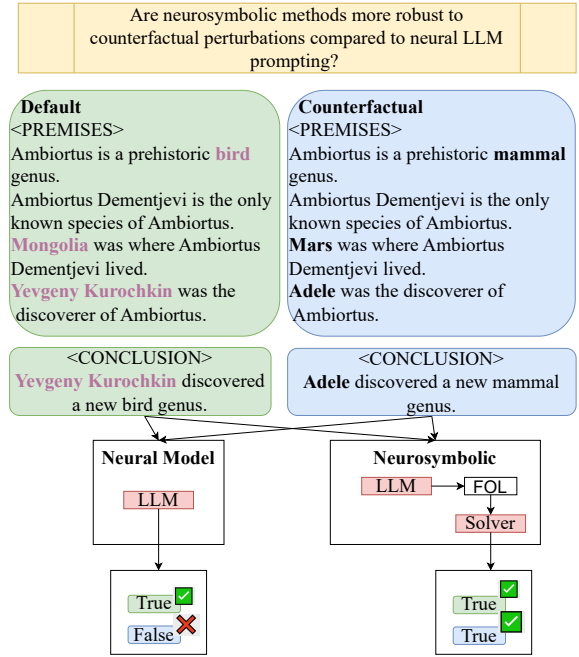 Are neurosymbolic methods more robust to
counterfactual perturbations compared to neural LLM
prompting?
Default
<PREMISES>
Ambiortus is a prehistoric bird
genus.
Ambiortus Dementjevi is the only
known species of Ambiortus.
Mongolia was where Ambiortus
Dementjevi lived.
Yevgeny Kurochkin was the
discoverer of Ambiortus.
Counterfactual
<PREMISES>
Ambiortus is a prehistoric mammal
genus.
Ambiortus Dementjevi is the only
known species of Ambiortus.
Mars was where Ambiortus
Dementjevi lived.
Adele was the discoverer of
Ambiortus.
<CONCLUSION>
Yevgeny Kurochkin discovered
a new bird genus.
<CONCLUSION>
Adele discovered a new mammal
genus.
Neural Model
LLM
Neurosymbolic
LLM
FOL
Solver
True
False
True
True